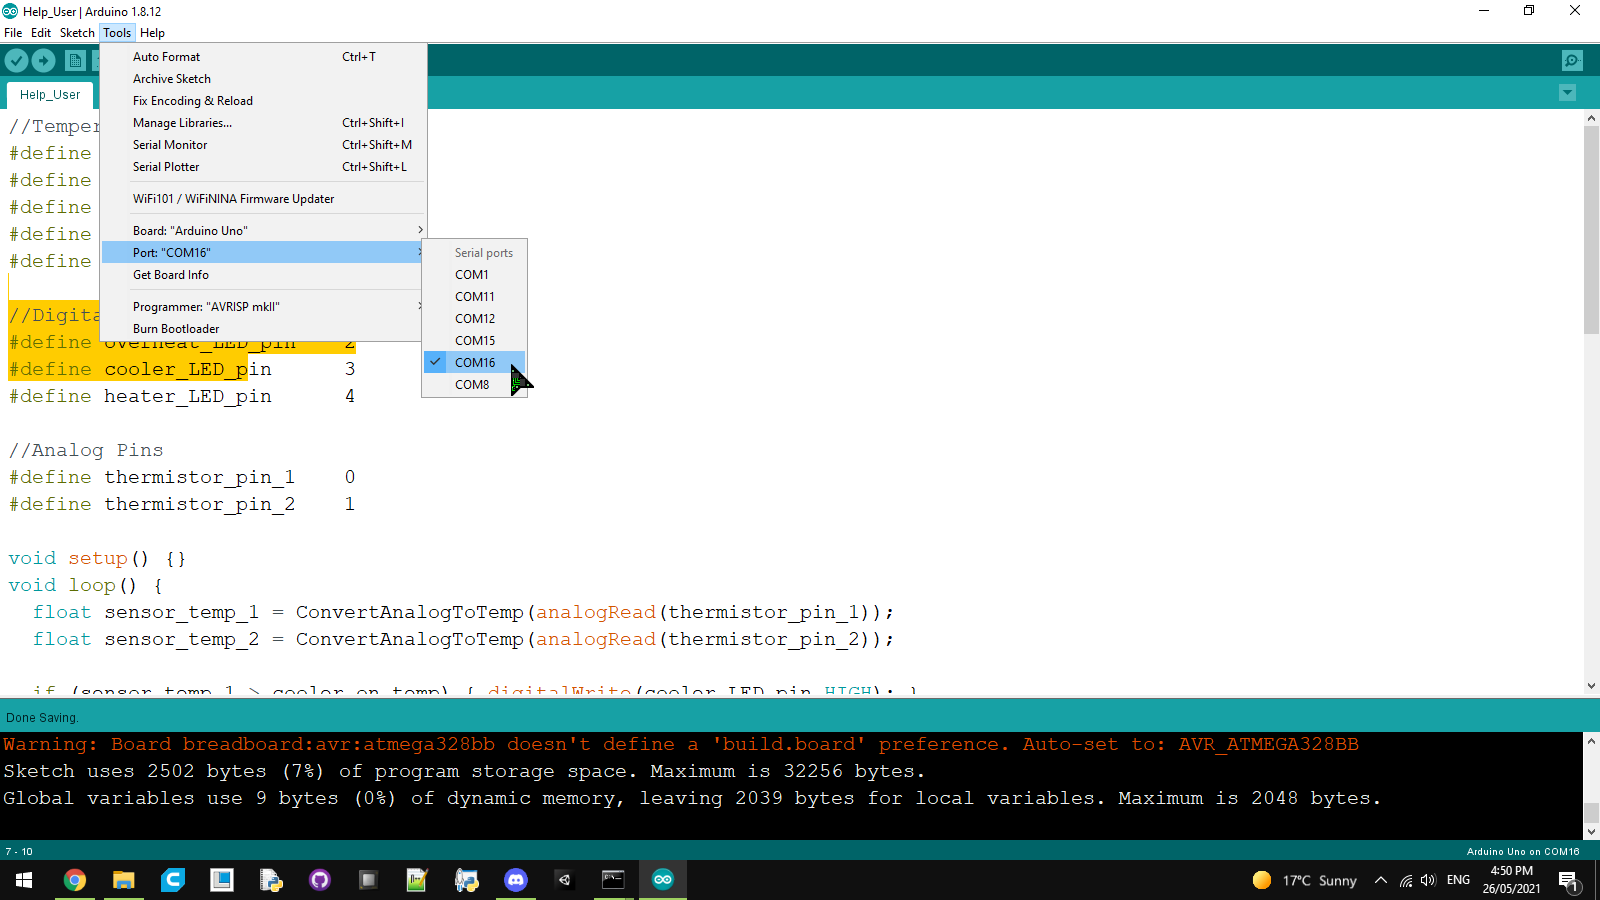 Help_User | Arduino 1.8.12
File Edit Sketch Tools Help
Auto Format Ctrl+T
Archive Sketch
Fix Encoding & Reload
Manage Libraries... Ctrl+Shift+I
Serial Monitor Ctrl+Shift+M
Serial Plotter Ctrl+Shift+L
WiFi101 / WiFiNINA Firmware Updater
Board: "Arduino Uno"
Port: "COM16"
Get Board Info
Programmer: "AVRISP mkII"
Burn Bootloader
Serial ports
COM1
COM11
COM12
COM15
COM16
COM8
Help_User
//Temper
#define
#define
#define
#define
#define
//Digita
#define overheat_LED_pin 2
#define cooler_LED_pin 3
#define heater_LED_pin 4
//Analog Pins
#define thermistor_pin_1 0
#define thermistor_pin_2 1
void setup() {}
void loop() {
float sensor_temp_1 = ConvertAnalogToTemp(analogRead(thermistor_pin_1));
float sensor_temp_2 = ConvertAnalogToTemp(analogRead(thermistor_pin_2));
if (sensor_temp_1 > cooler_on_temp) { digitalWrite(cooler_LED_pin,HIGH); }
Done Saving.
Warning: Board breadboard:avr:atmega328bb doesn't define a 'build.board' preference. Auto-set to: AVR_ATMEGA328BB
Sketch uses 2502 bytes (7%) of program storage space. Maximum is 32256 bytes.
Global variables use 9 bytes (0%) of dynamic memory, leaving 2039 bytes for local variables. Maximum is 2048 bytes.
7 - 10
Arduino Uno on COM16
17°C Sunny
ENG
4:50 PM
26/05/2021
1